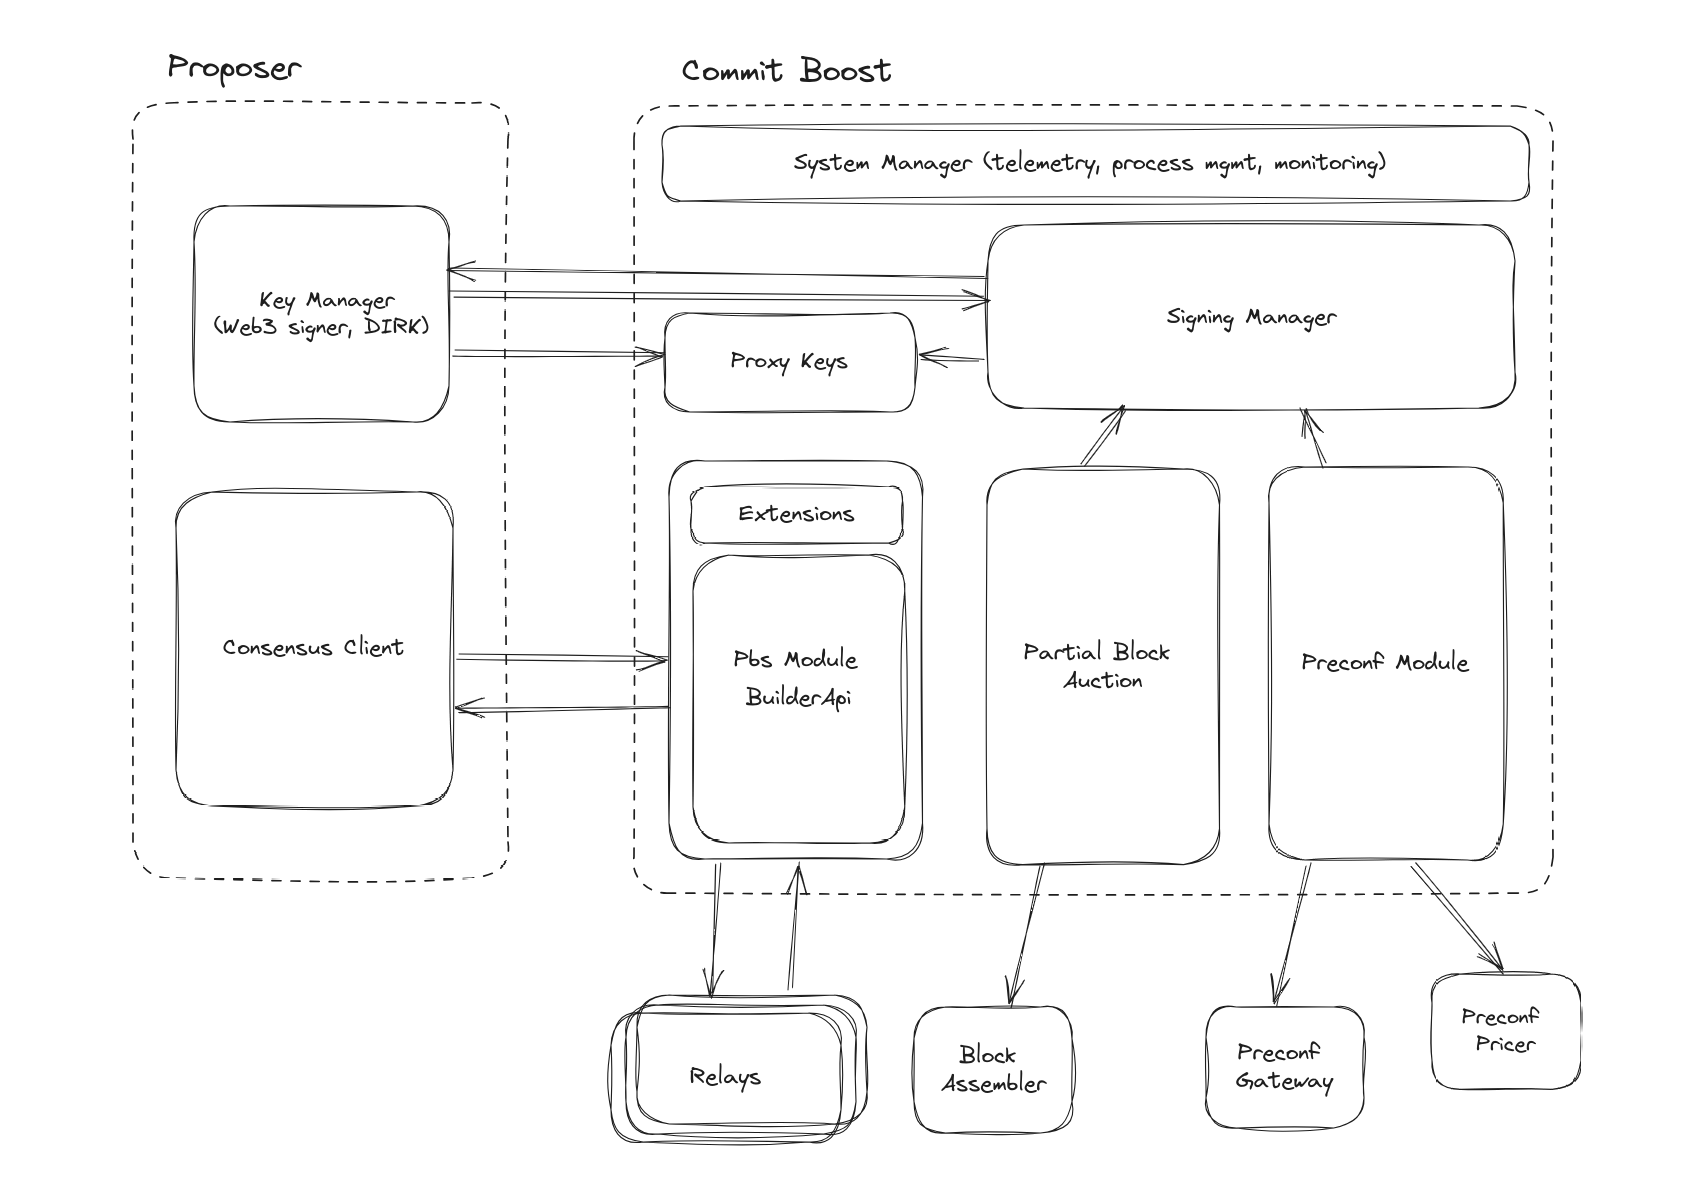 Proposer
Commit Boost
System Manager (telemetry, process mgmt, monitoring)
Key Manager
(Web3 signer, DIRK)
Signing Manager
Proxy Keys
Extensions
Consensus Client
Pbs Module
BuilderApi
Partial Block
Auction
Preconf Module
Relays
Block
Assembler
Preconf
Gateway
Preconf
Pricer